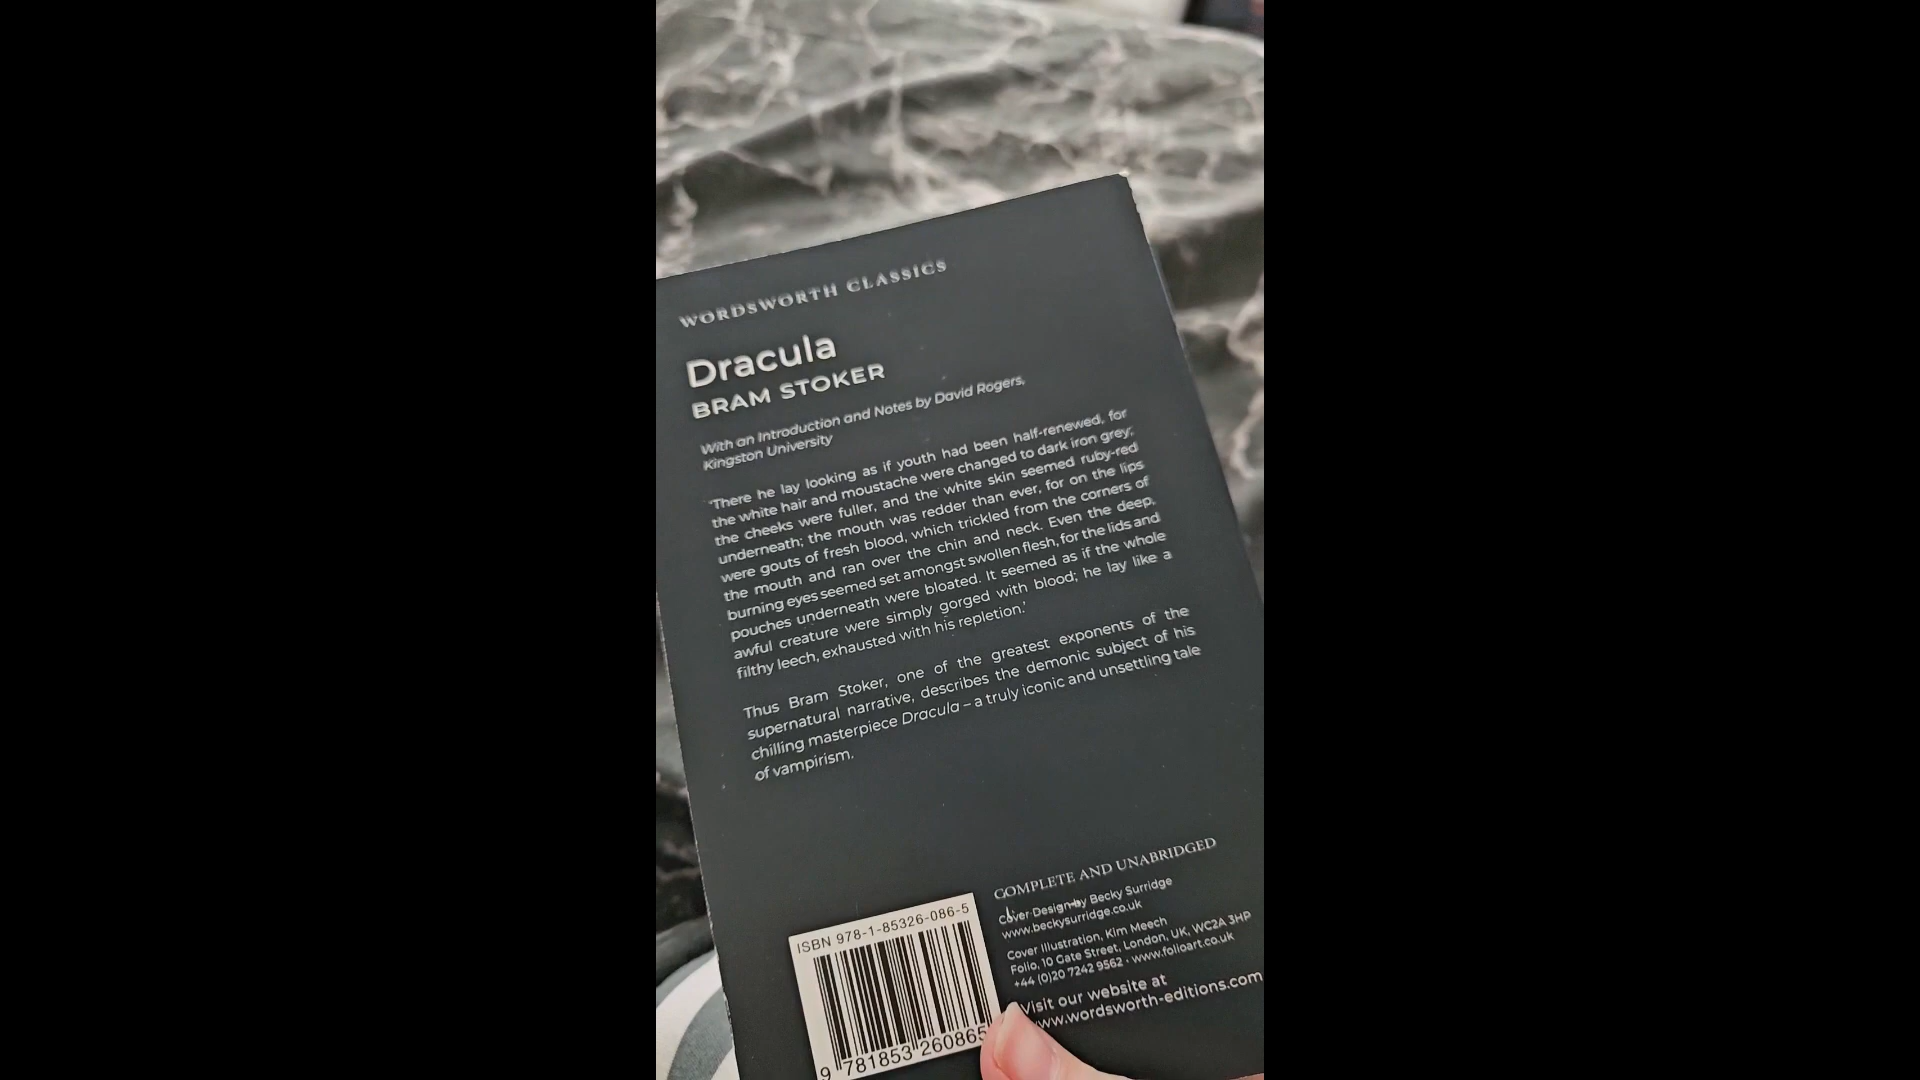 WORDSWORTH CLASSICS
Dracula
BRAM STOKER
With an Introduction and Notes by David Rogers,
Kingston University
'There he lay looking as if youth had been half-renewed, for
the white hair and moustache were changed to dark iron grey;
the cheeks were fuller, and the white skin seemed ruby-red
underneath; the mouth was redder than ever, for on the lips
were gouts of fresh blood, which trickled from the corners of
the mouth and ran over the chin and neck. Even the deep,
burning eyes seemed set amongst swollen flesh, for the lids and
pouches underneath were bloated. It seemed as if the whole
awful creature were simply gorged with blood; he lay like a
filthy leech, exhausted with his repletion.'
Thus Bram Stoker, one of the greatest exponents of the
supernatural narrative, describes the demonic subject of his
chilling masterpiece Dracula – a truly iconic and unsettling tale
of vampirism.
COMPLETE AND UNABRIDGED
Cover Design by Becky Surridge
www.beckysurridge.co.uk
Cover Illustration, Kim Meech
Folio, 10 Gate Street, London, UK, WC2A 3HP
+44 (0)20 7242 9562 • www.folioart.co.uk
Visit our website at
www.wordsworth-editions.com
ISBN 978-1-85326-086-5
9 781853 260865